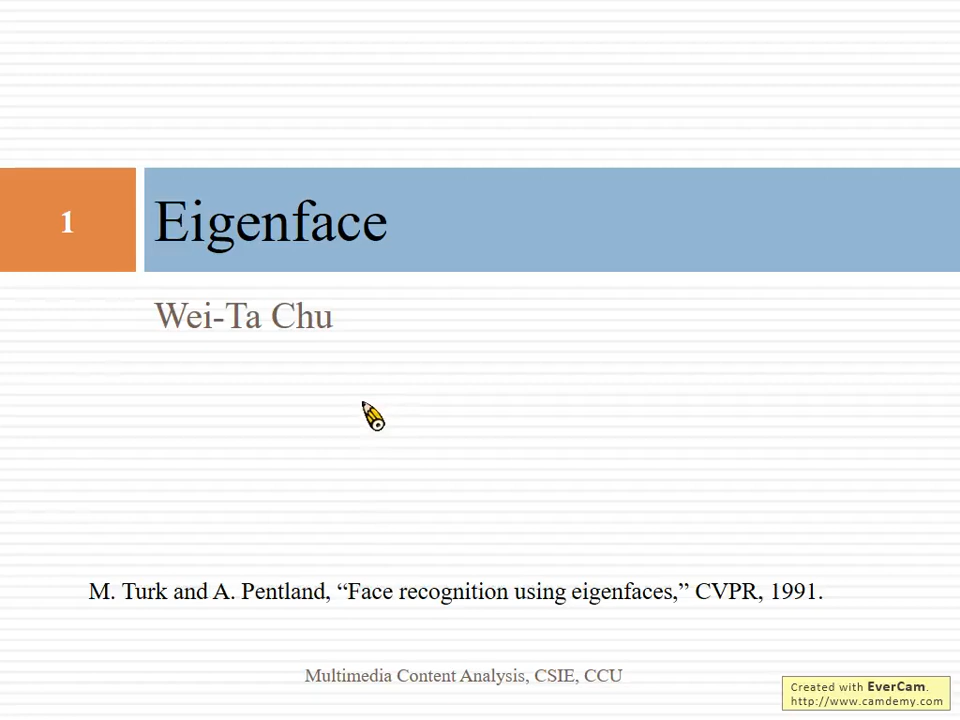 1
Eigenface
Wei-Ta Chu
M. Turk and A. Pentland, “Face recognition using eigenfaces,” CVPR, 1991.
Multimedia Content Analysis, CSIE, CCU
Created with EverCam.
http://www.camdemy.com